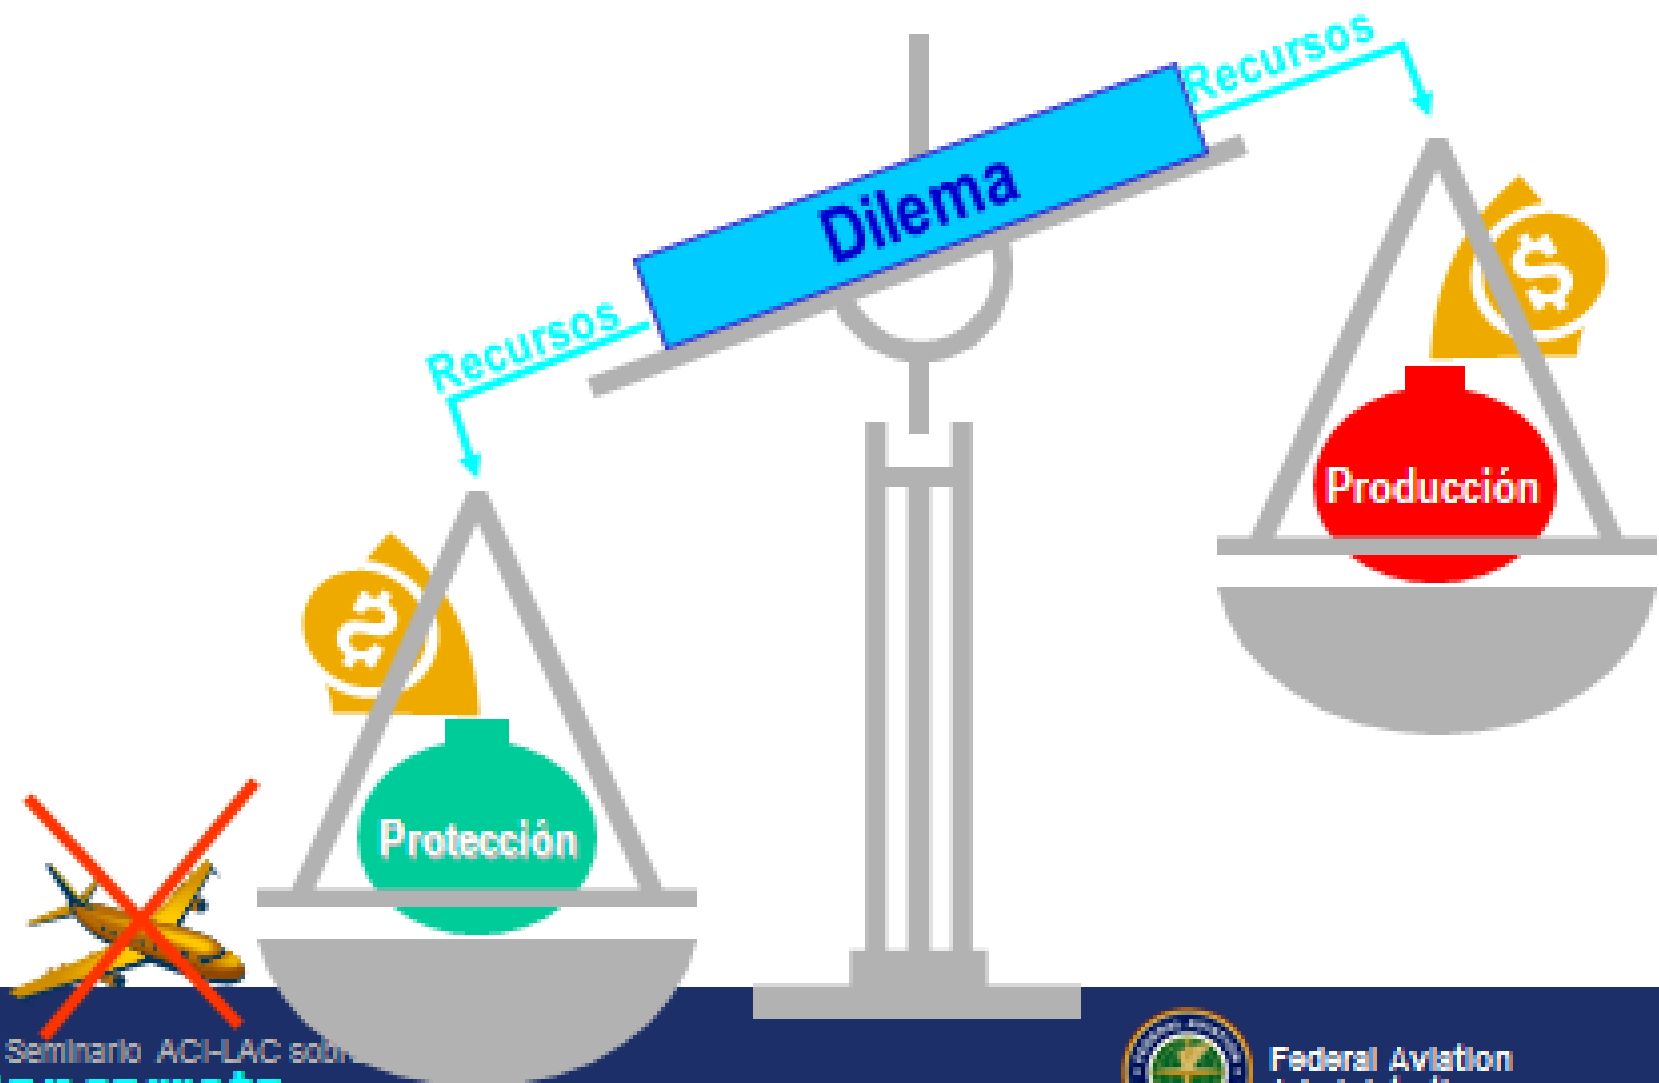 Recursos
Dilema
Recursos
Producción
Protección
Seminario ACI-LAC
Federal Aviation